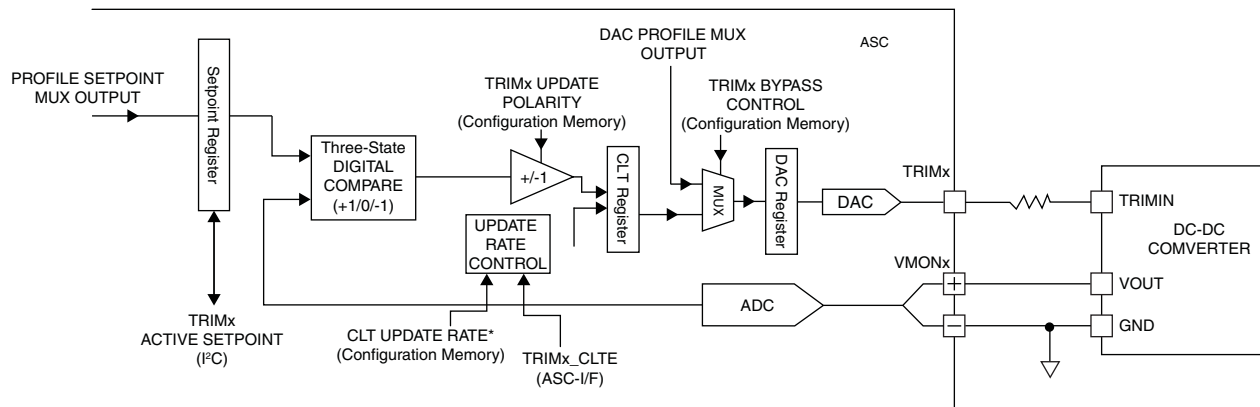 PROFILE SETPOINT
MUX OUTPUT
Setpoint Register
TRIMx
ACTIVE SETPOINT
(I²C)
Three-State
DIGITAL
COMPARE
(+1/0/-1)
TRIMx UPDATE
POLARITY
(Configuration Memory)
+/-1
UPDATE
RATE
CONTROL
CLT UPDATE RATE*
(Configuration Memory)
TRIMx_CLTE
(ASC-I/F)
CLT Register
DAC PROFILE MUX
OUTPUT
TRIMx BYPASS
CONTROL
(Configuration Memory)
MUX
DAC Register
DAC
ADC
ASC
TRIMx
VMONx
+
−
TRIMIN
DC-DC
COMVERTER
VOUT
GND